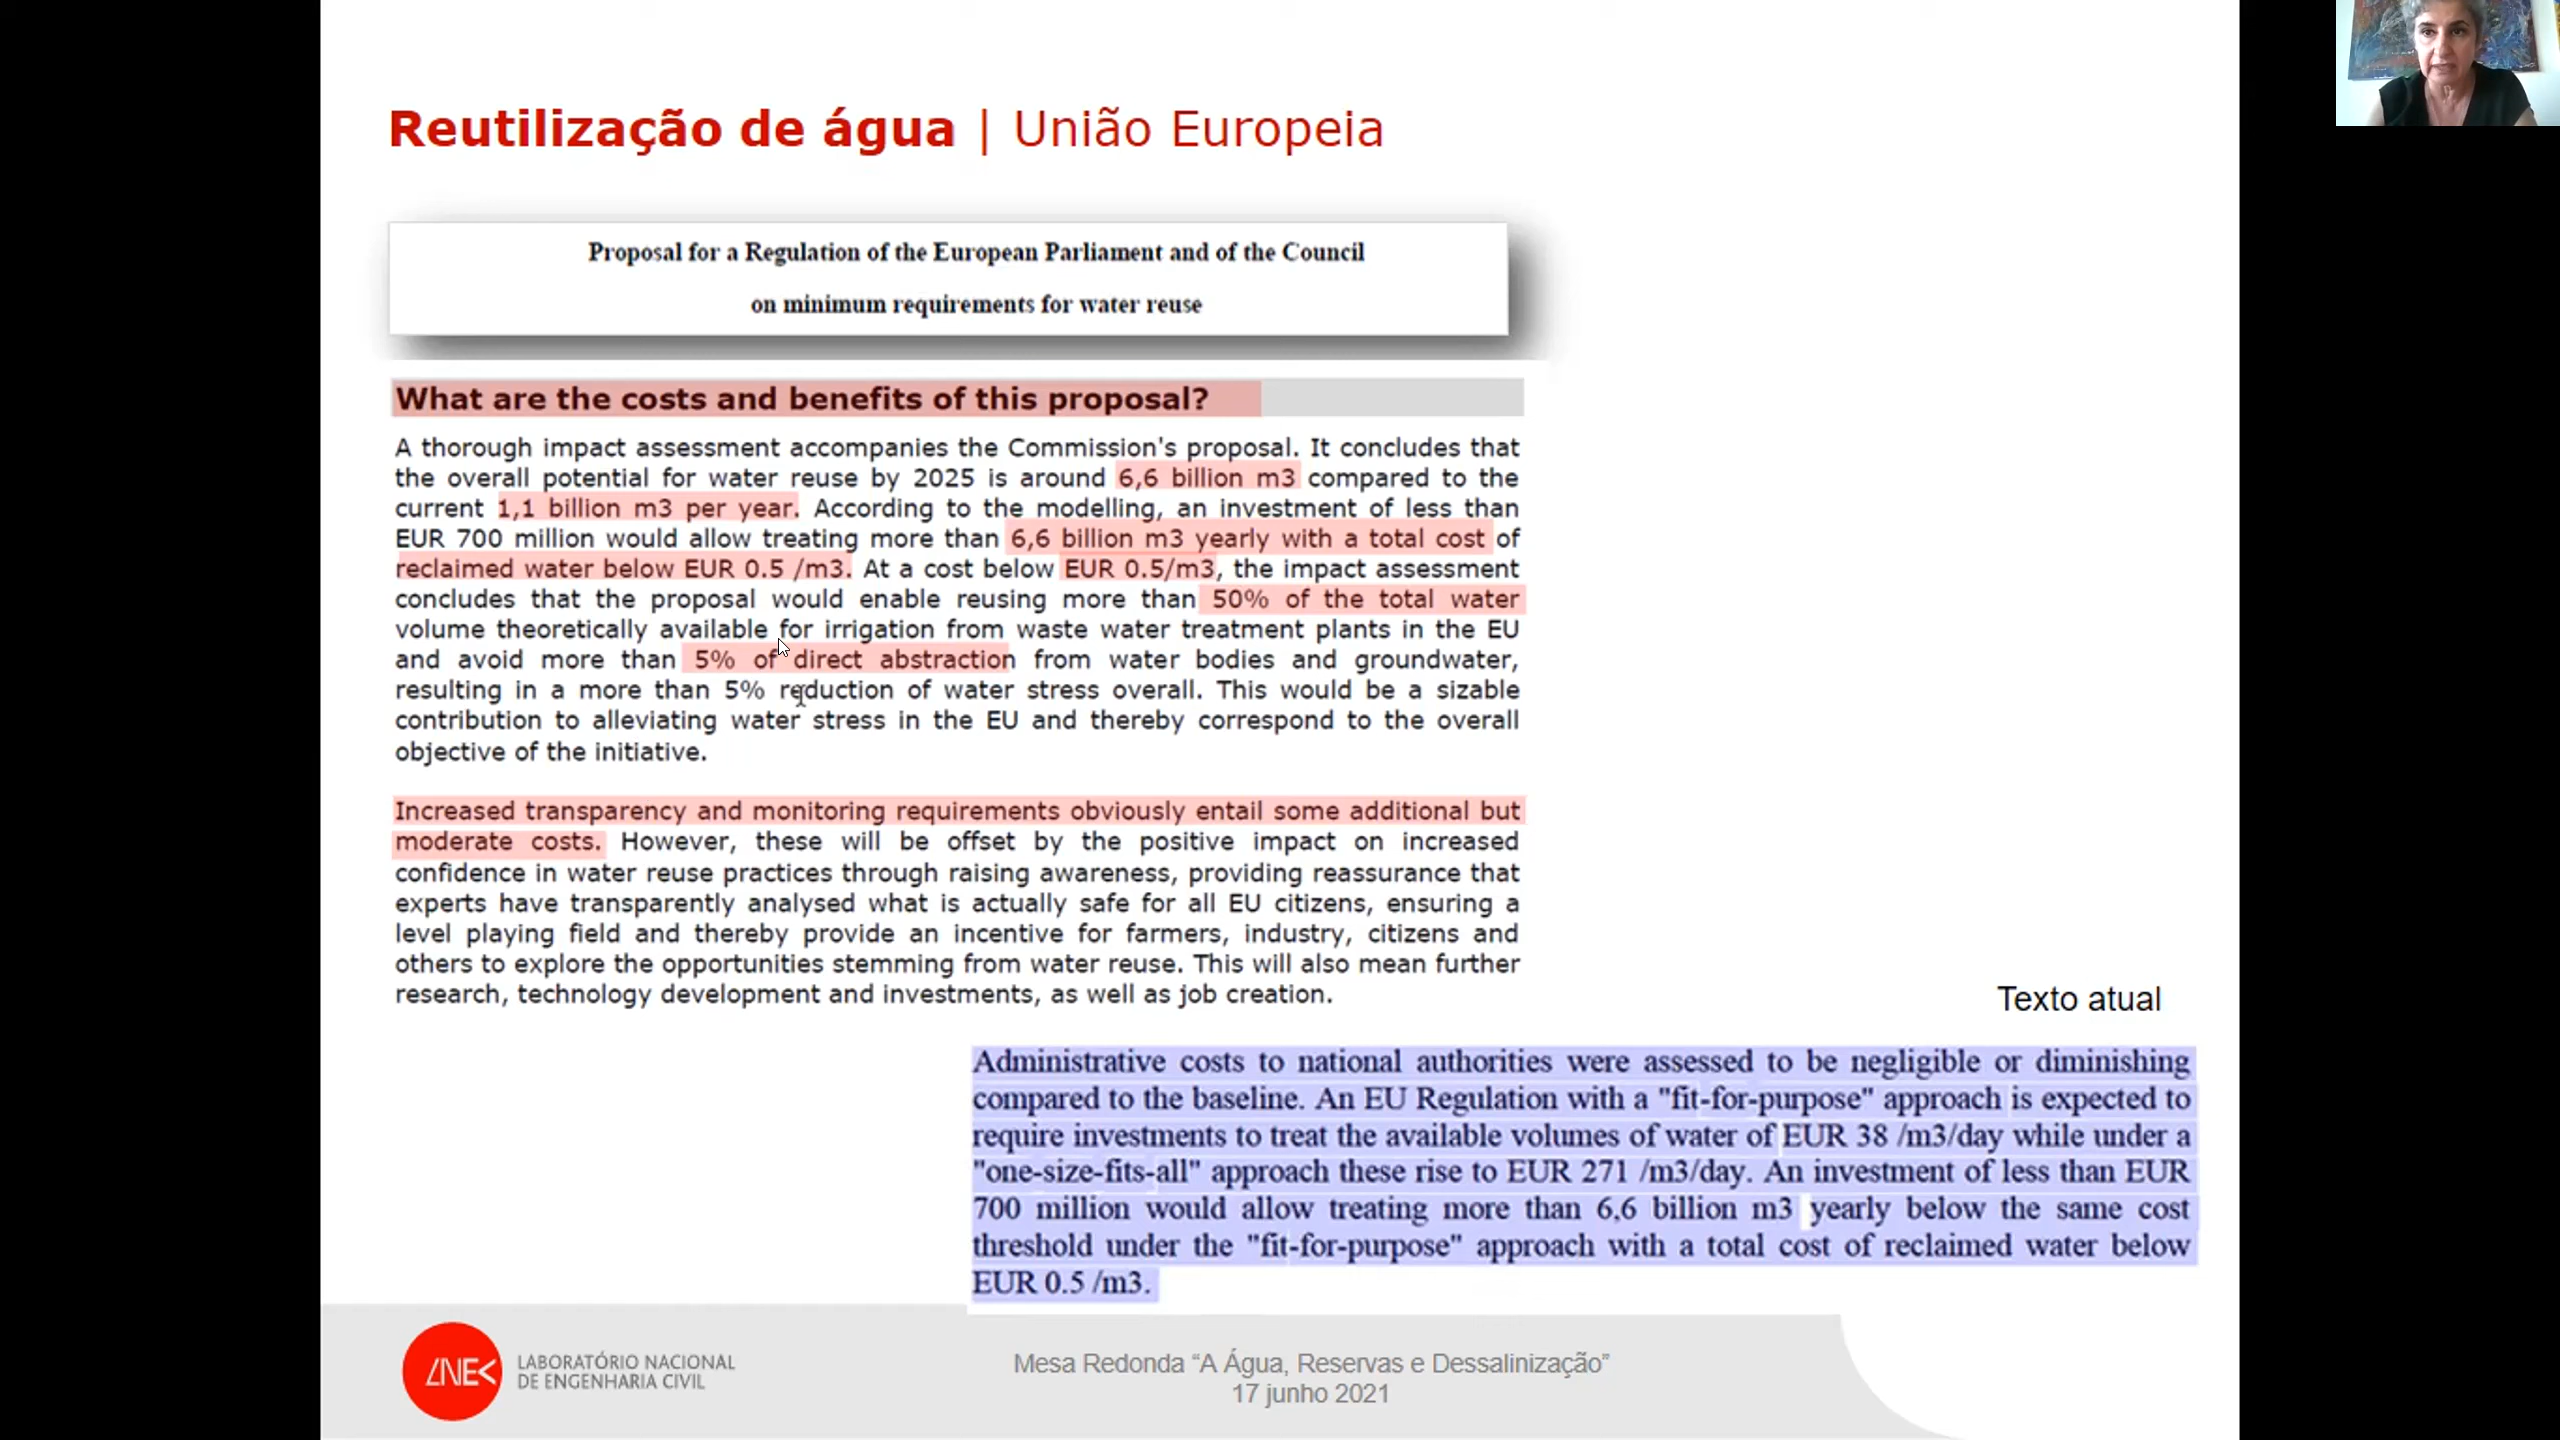 Reutilização de água | União Europeia
Proposal for a Regulation of the European Parliament and of the Council
on minimum requirements for water reuse
What are the costs and benefits of this proposal?
A thorough impact assessment accompanies the Commission's proposal. It concludes that
the overall potential for water reuse by 2025 is around 6,6 billion m3 compared to the
current 1,1 billion m3 per year. According to the modelling, an investment of less than
EUR 700 million would allow treating more than 6,6 billion m3 yearly with a total cost of
reclaimed water below EUR 0.5 /m3. At a cost below EUR 0.5/m3, the impact assessment
concludes that the proposal would enable reusing more than 50% of the total water
volume theoretically available for irrigation from waste water treatment plants in the EU
and avoid more than 5% of direct abstraction from water bodies and groundwater,
resulting in a more than 5% reduction of water stress overall. This would be a sizable
contribution to alleviating water stress in the EU and thereby correspond to the overall
objective of the initiative.
Increased transparency and monitoring requirements obviously entail some additional but
moderate costs. However, these will be offset by the positive impact on increased
confidence in water reuse practices through raising awareness, providing reassurance that
experts have transparently analysed what is actually safe for all EU citizens, ensuring a
level playing field and thereby provide an incentive for farmers, industry, citizens and
others to explore the opportunities stemming from water reuse. This will also mean further
research, technology development and investments, as well as job creation.
Texto atual
Administrative costs to national authorities were assessed to be negligible or diminishing
compared to the baseline. An EU Regulation with a "fit-for-purpose" approach is expected to
require investments to treat the available volumes of water of EUR 38 /m3/day while under a
"one-size-fits-all" approach these rise to EUR 271 /m3/day. An investment of less than EUR
700 million would allow treating more than 6,6 billion m3 yearly below the same cost
threshold under the "fit-for-purpose" approach with a total cost of reclaimed water below
EUR 0.5 /m3.
LNEC
LABORATÓRIO NACIONAL
DE ENGENHARIA CIVIL
Mesa Redonda “A Água, Reservas e Dessalinização”
17 junho 2021